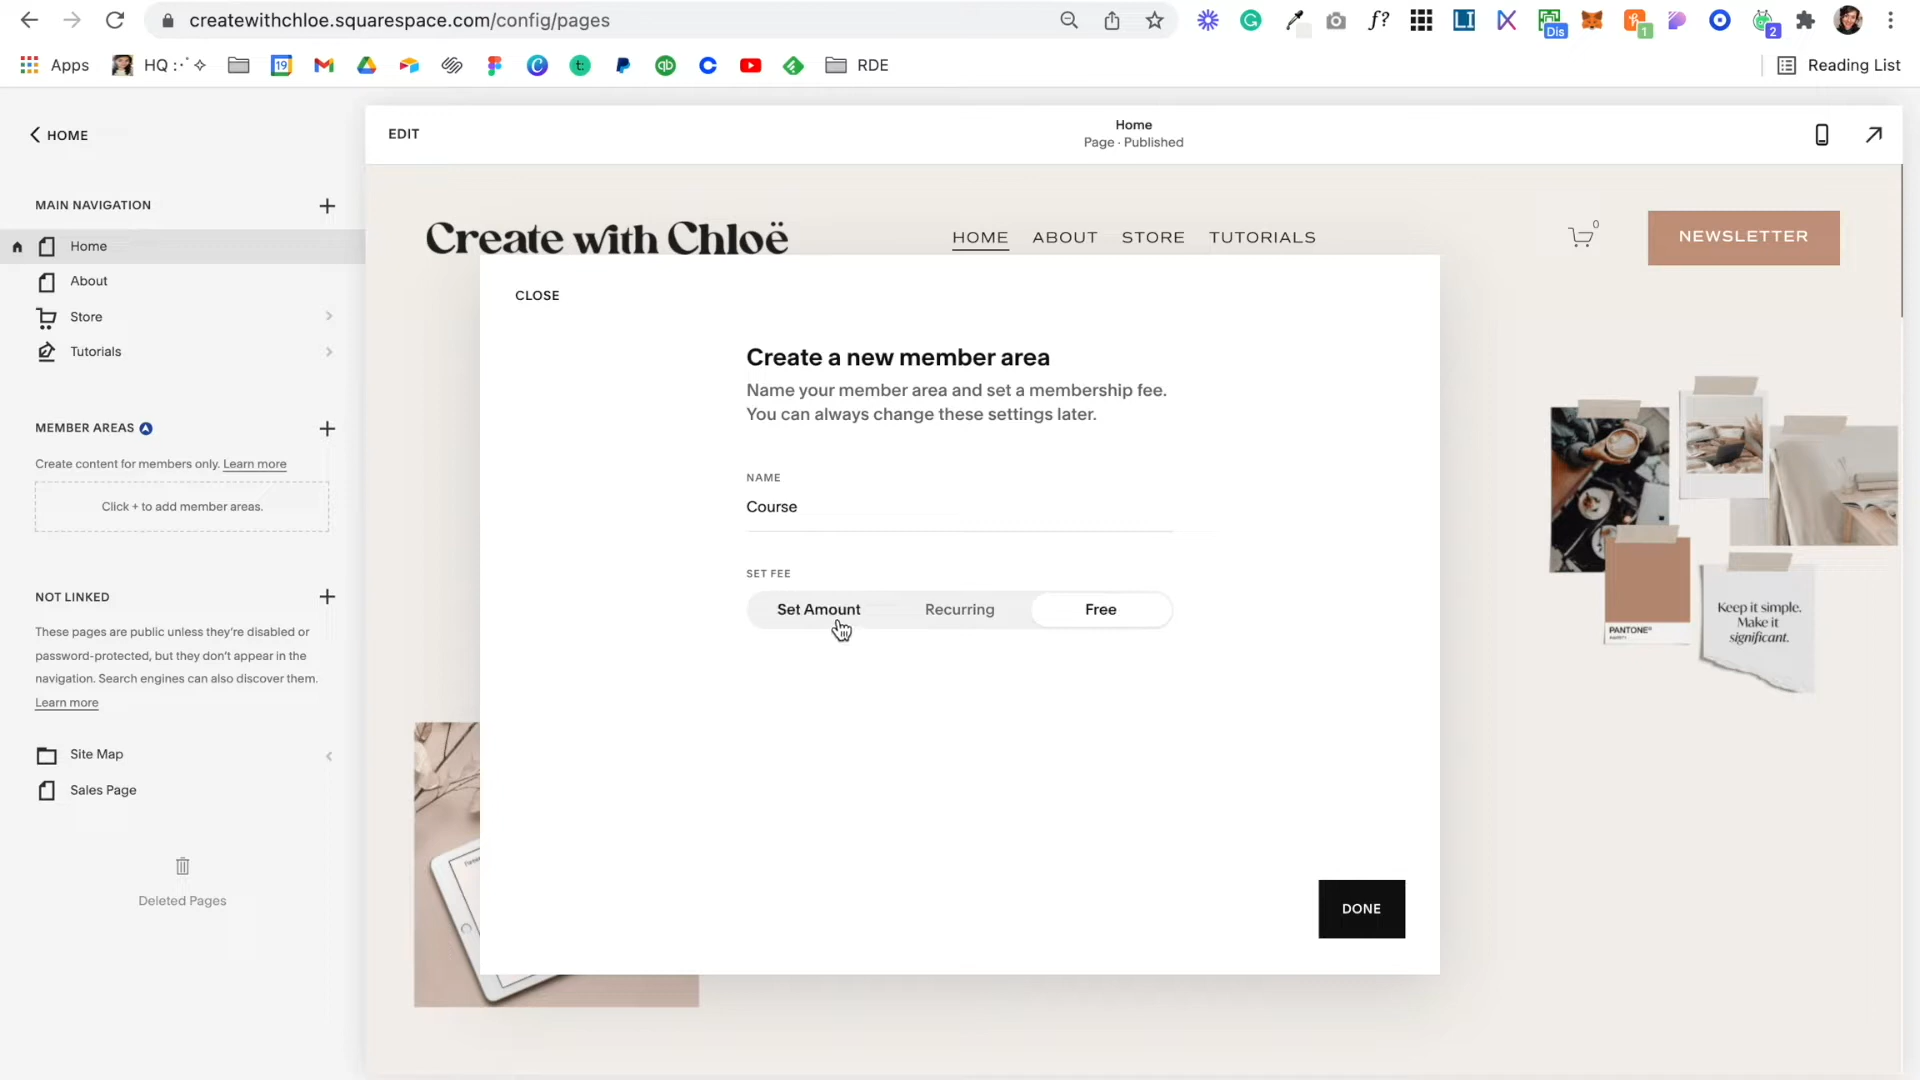 createwithchloe.squarespace.com/config/pages
f?
LI
Dis
1
2
Apps
HQ :･ﾟ✧
19
t:
qb
RDE
Reading List
HOME
EDIT
Home
Page · Published
MAIN NAVIGATION
Home
About
Store
Tutorials
MEMBER AREAS
Create content for members only. Learn more
Click + to add member areas.
NOT LINKED
These pages are public unless they're disabled or
password-protected, but they don't appear in the
navigation. Search engines can also discover them.
Learn more
Site Map
Sales Page
Deleted Pages
Create with Chloë
HOME
ABOUT
STORE
TUTORIALS
0
NEWSLETTER
CLOSE
Create a new member area
Name your member area and set a membership fee.
You can always change these settings later.
NAME
Course
SET FEE
Set Amount
Recurring
Free
DONE
PANTONE®
Keep it simple.
Make it
significant.